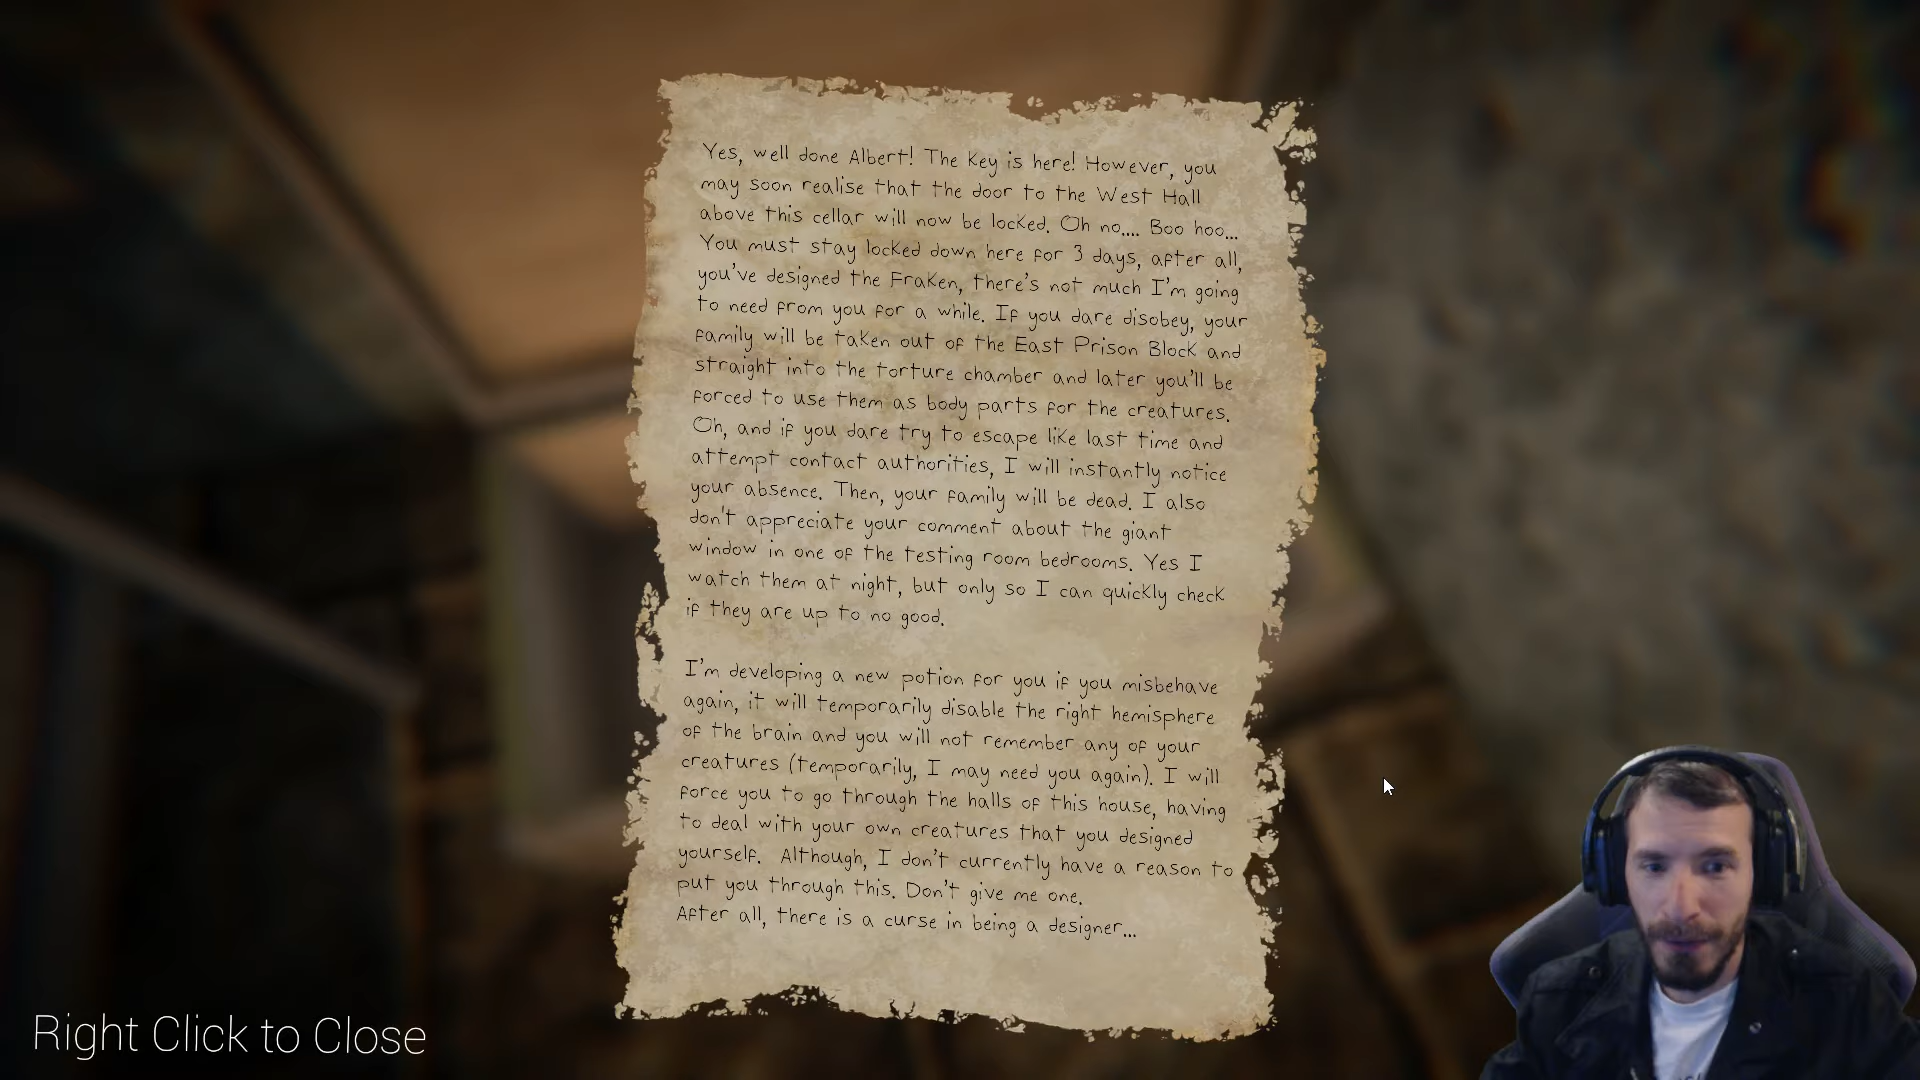 Yes, well done Albert! The Key is here! However, you
may soon realise that the door to the West Hall
above this cellar will now be locked. Oh no.... Boo hoo...
You must stay locked down here for 3 days, after all,
you've designed the Fraken, there's not much I'm going
to need from you for a while. If you dare disobey, your
family will be taken out of the East Prison Block and
straight into the torture chamber and later you'll be
forced to use them as body parts for the creatures.
Oh, and if you dare try to escape like last time and
attempt contact authorities, I will instantly notice
your absence. Then, your family will be dead. I also
don't appreciate your comment about the giant
window in one of the testing room bedrooms. Yes I
watch them at night, but only so I can quickly check
if they are up to no good.
I'm developing a new potion for you if you misbehave
again, it will temporarily disable the right hemisphere
of the brain and you will not remember any of your
creatures (temporarily, I may need you again). I will
force you to go through the halls of this house, having
to deal with your own creatures that you designed
yourself. Although, I don't currently have a reason to
put you through this. Don't give me one.
After all, there is a curse in being a designer...
Right Click to Close